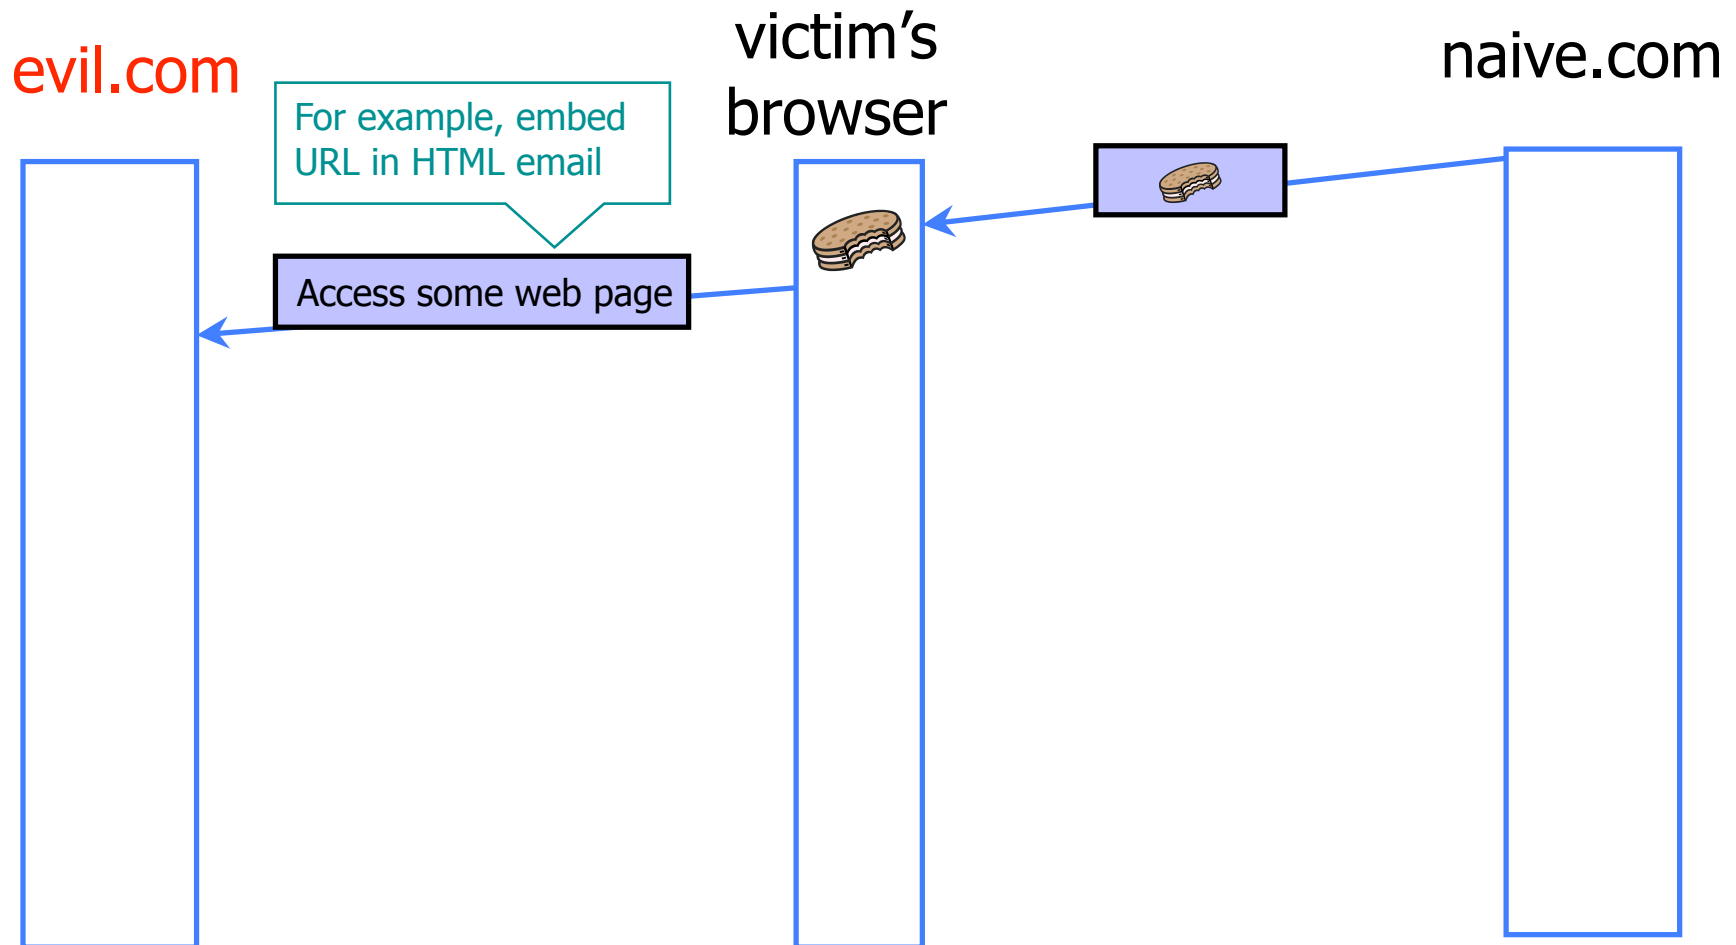 evil.com
victim’s
browser
naive.com
For example, embed
URL in HTML email
Access some web page